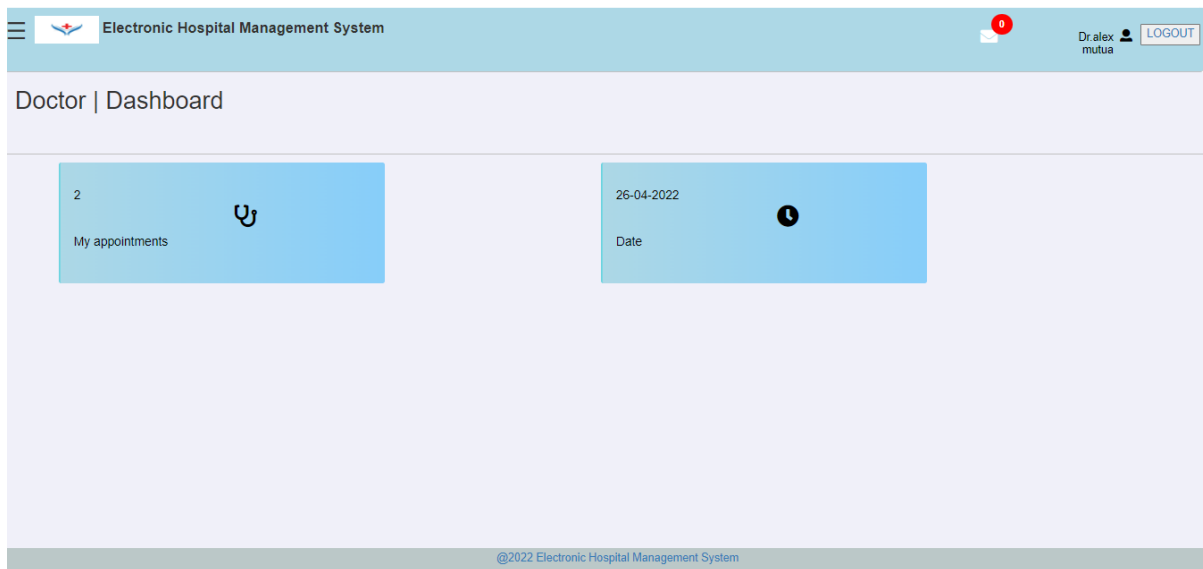 Electronic Hospital Management System
0
Dr.alex
mutua
LOGOUT
Doctor | Dashboard
2
My appointments
26-04-2022
Date
@2022 Electronic Hospital Management System